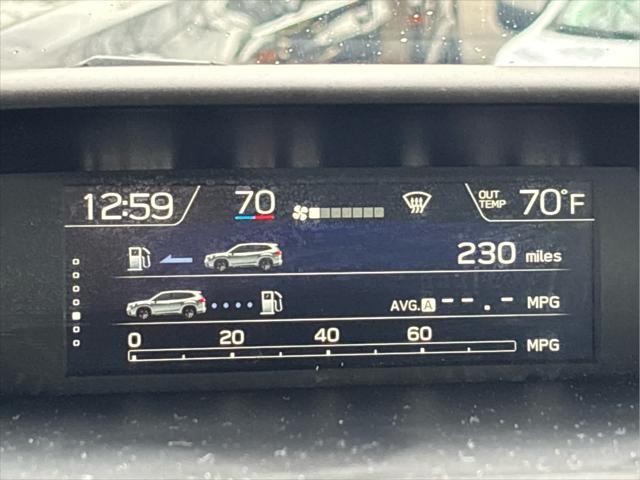 12:59 70 OUT TEMP 70°F
230 miles
AVG. A --.- MPG
0 20 40 60 MPG